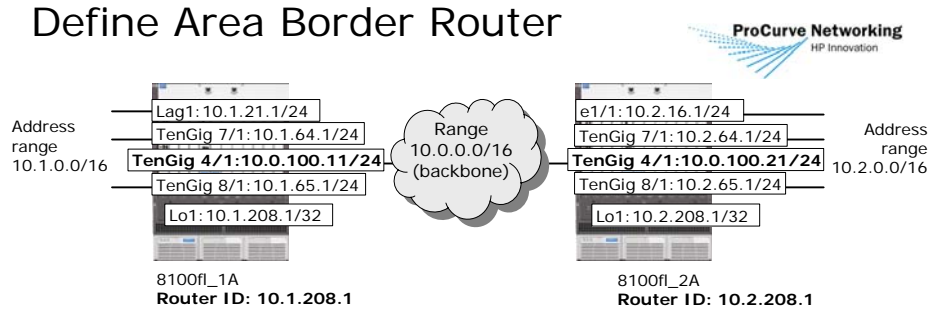 Define Area Border Router
ProCurve Networking
HP Innovation
Address
range
10.1.0.0/16
Lag1:10.1.21.1/24
TenGig 7/1:10.1.64.1/24
TenGig 4/1:10.0.100.11/24
TenGig 8/1:10.1.65.1/24
Lo1:10.1.208.1/32
Range
10.0.0.0/16
(backbone)
e1/1:10.2.16.1/24
TenGig 7/1:10.2.64.1/24
TenGig 4/1:10.0.100.21/24
TenGig 8/1:10.2.65.1/24
Lo1:10.2.208.1/32
Address
range
10.2.0.0/16
8100fl_1A
Router ID: 10.1.208.1
8100fl_2A
Router ID: 10.2.208.1